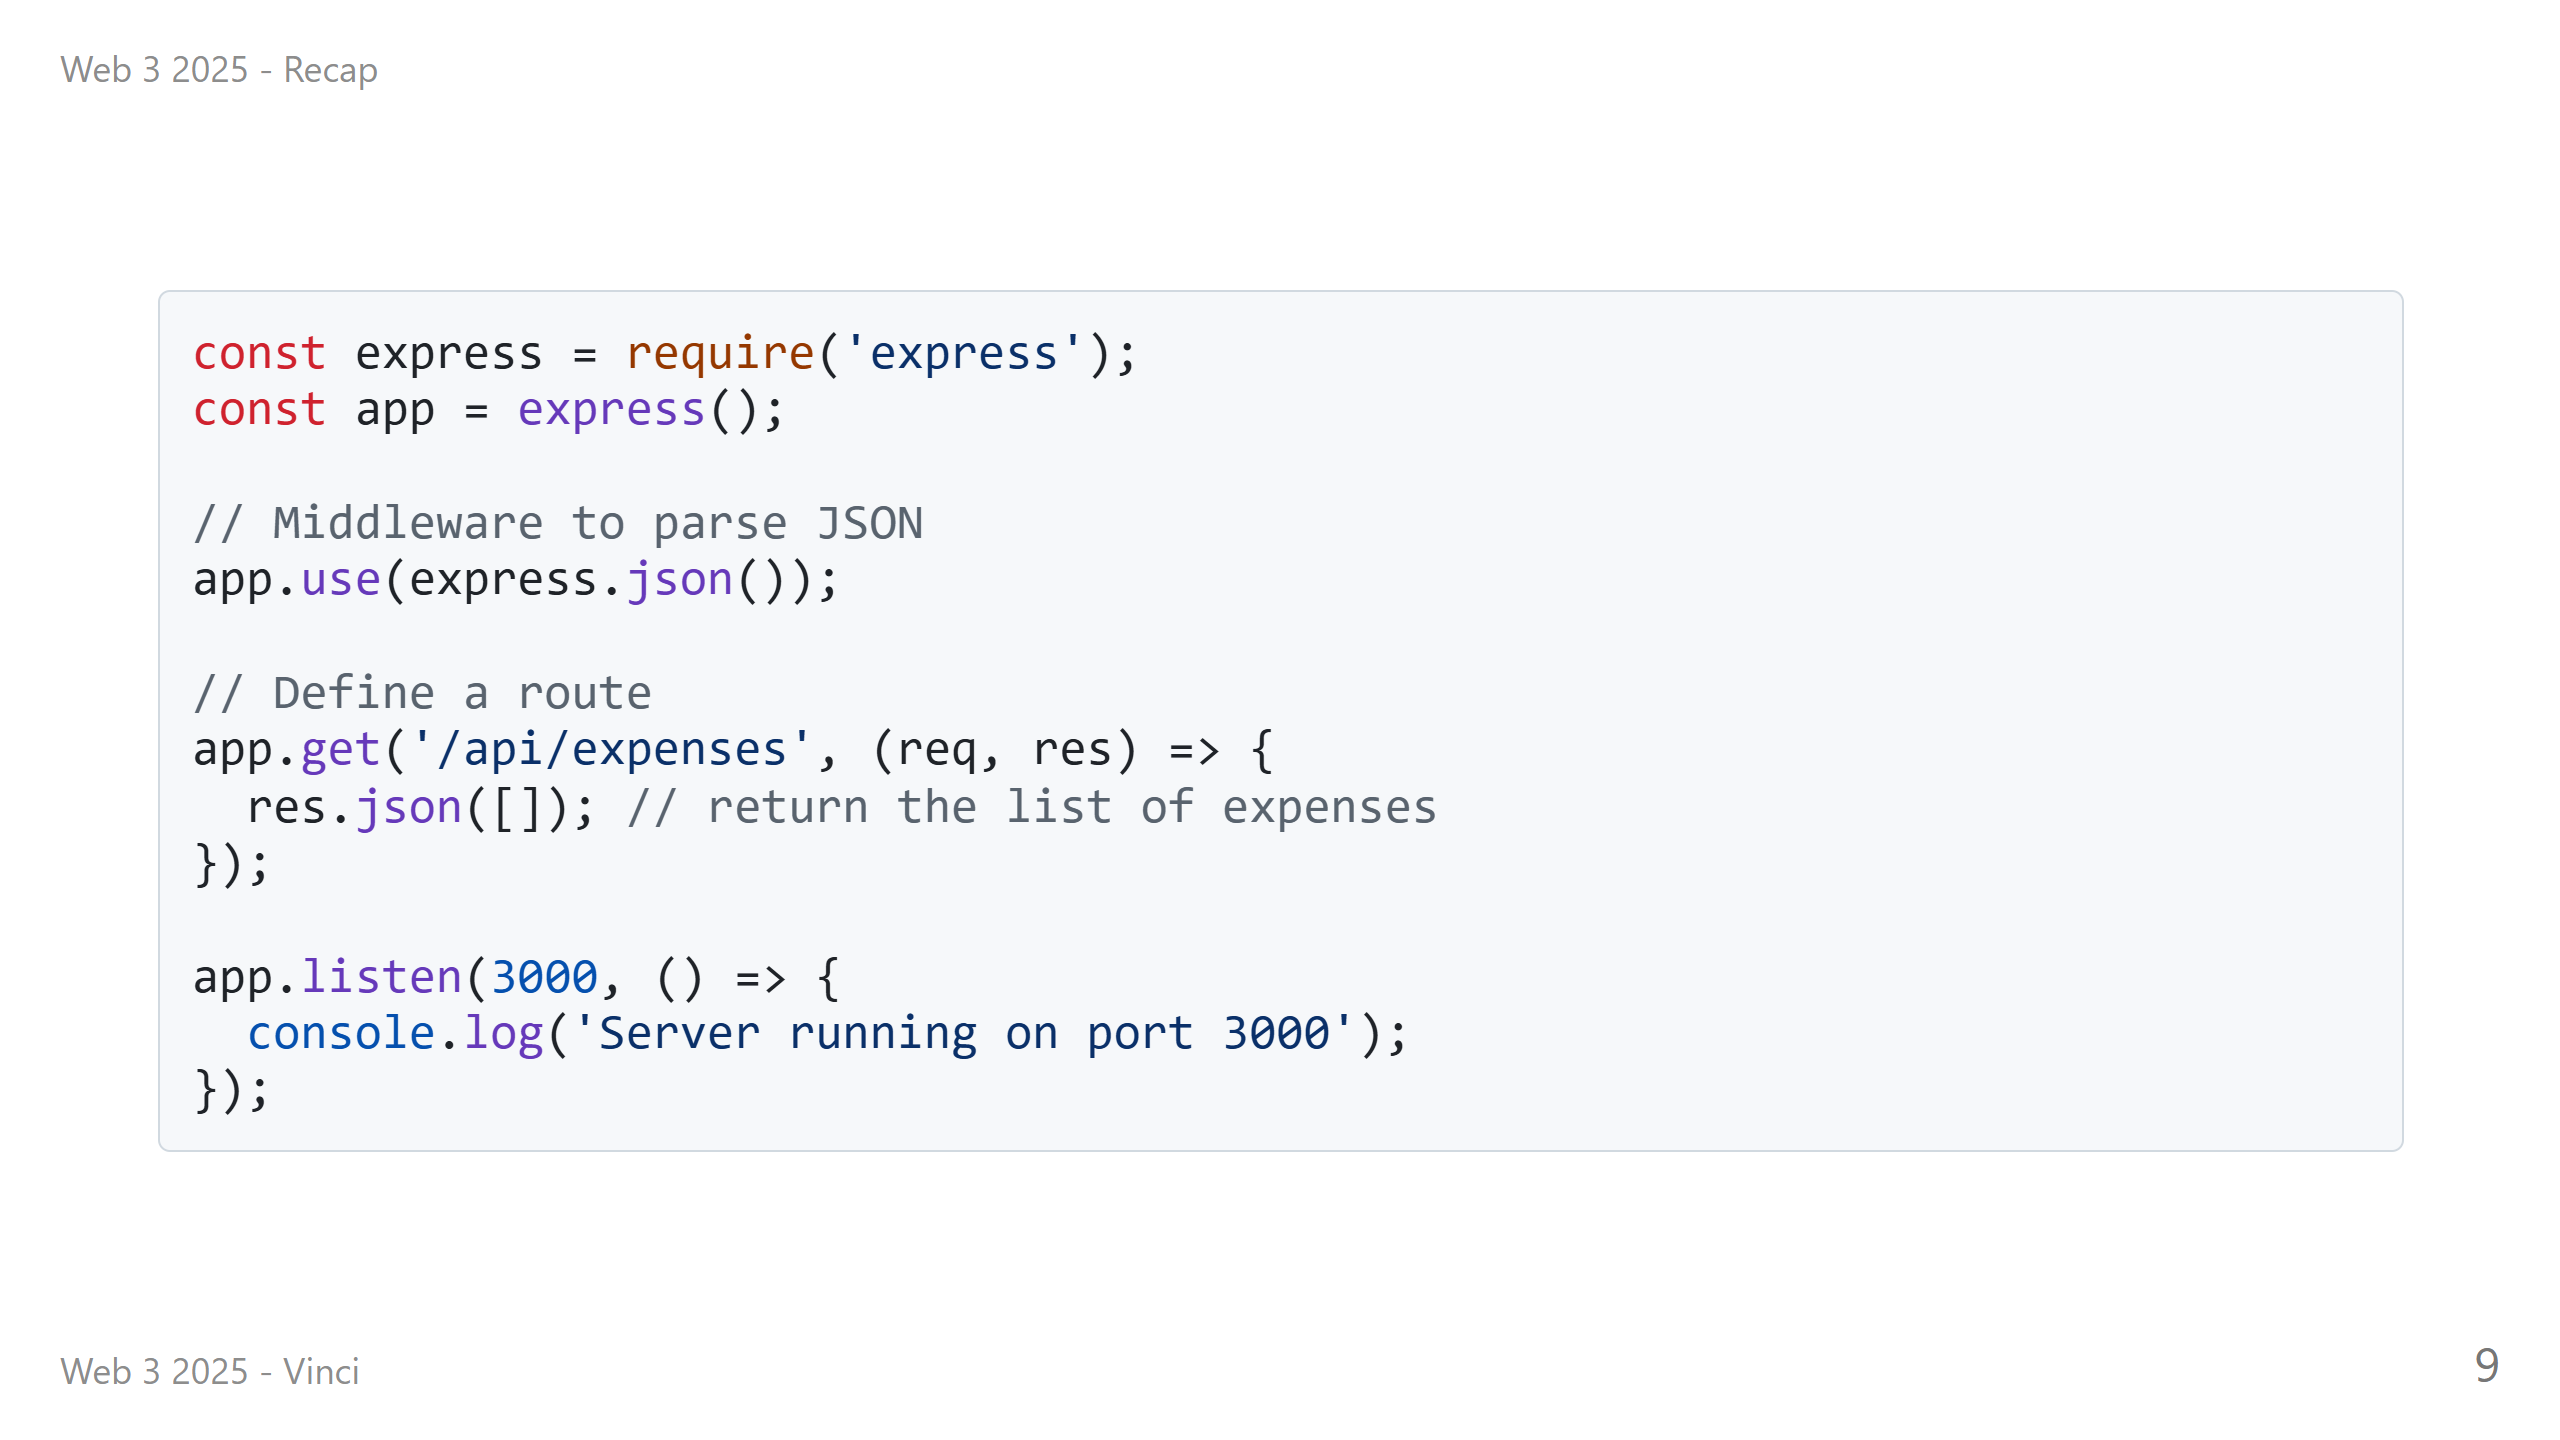 Web 3 2025 - Recap
const express = require('express');
const app = express();
// Middleware to parse JSON
app.use(express.json());
// Define a route
app.get('/api/expenses', (req, res) => {
  res.json([]); // return the list of expenses
});
app.listen(3000, () => {
  console.log('Server running on port 3000');
});
Web 3 2025 - Vinci
9